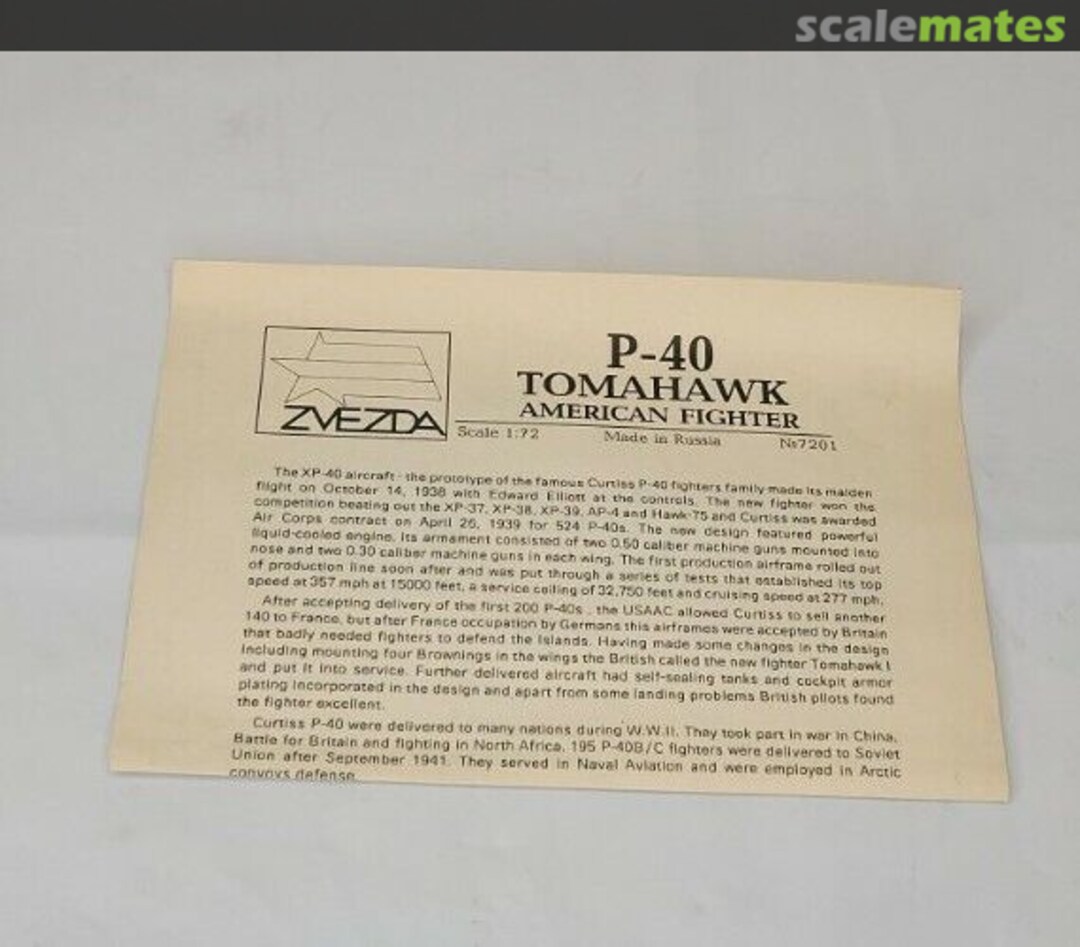 scalemates
ZVEZDA
P-40
TOMAHAWK
AMERICAN FIGHTER
Scale 1:72 Made in Russia №7201
The XP-40 aircraft - the prototype of the famous Curtiss P-40 fighters family made its maiden
flight on October 14, 1938 with Edward Elliott at the controls. The new fighter won the
competition beating out the XP-37, XP-38, XP-39, AP-4 and Hawk-75 and Curtiss was awarded
Air Corps contract on April 26, 1939 for 524 P-40s. The new design featured powerful
liquid-cooled engine. Its armament consisted of two 0.50 caliber machine guns mounted into
nose and two 0.30 caliber machine guns in each wing. The first production airframe rolled out
of production line soon after and was put through a series of tests that established its top
speed at 357 mph at 15000 feet, a service ceiling of 32,750 feet and cruising speed at 277 mph.
After accepting delivery of the first 200 P-40s , the USAAC allowed Curtiss to sell another
140 to France, but after France occupation by Germans this airframes were accepted by Britain
that badly needed fighters to defend the Islands. Having made some changes in the design
including mounting four Brownings in the wings the British called the new fighter Tomahawk I
and put it into service. Further delivered aircraft had self-sealing tanks and cockpit armor
plating incorporated in the design and apart from some landing problems British pilots found
the fighter excellent.
Curtiss P-40 were delivered to many nations during W.W.II. They took part in war in China,
Battle for Britain and fighting in North Africa. 195 P-40B/C fighters were delivered to Soviet
Union after September 1941. They served in Naval Aviation and were employed in Arctic
convoys defense.